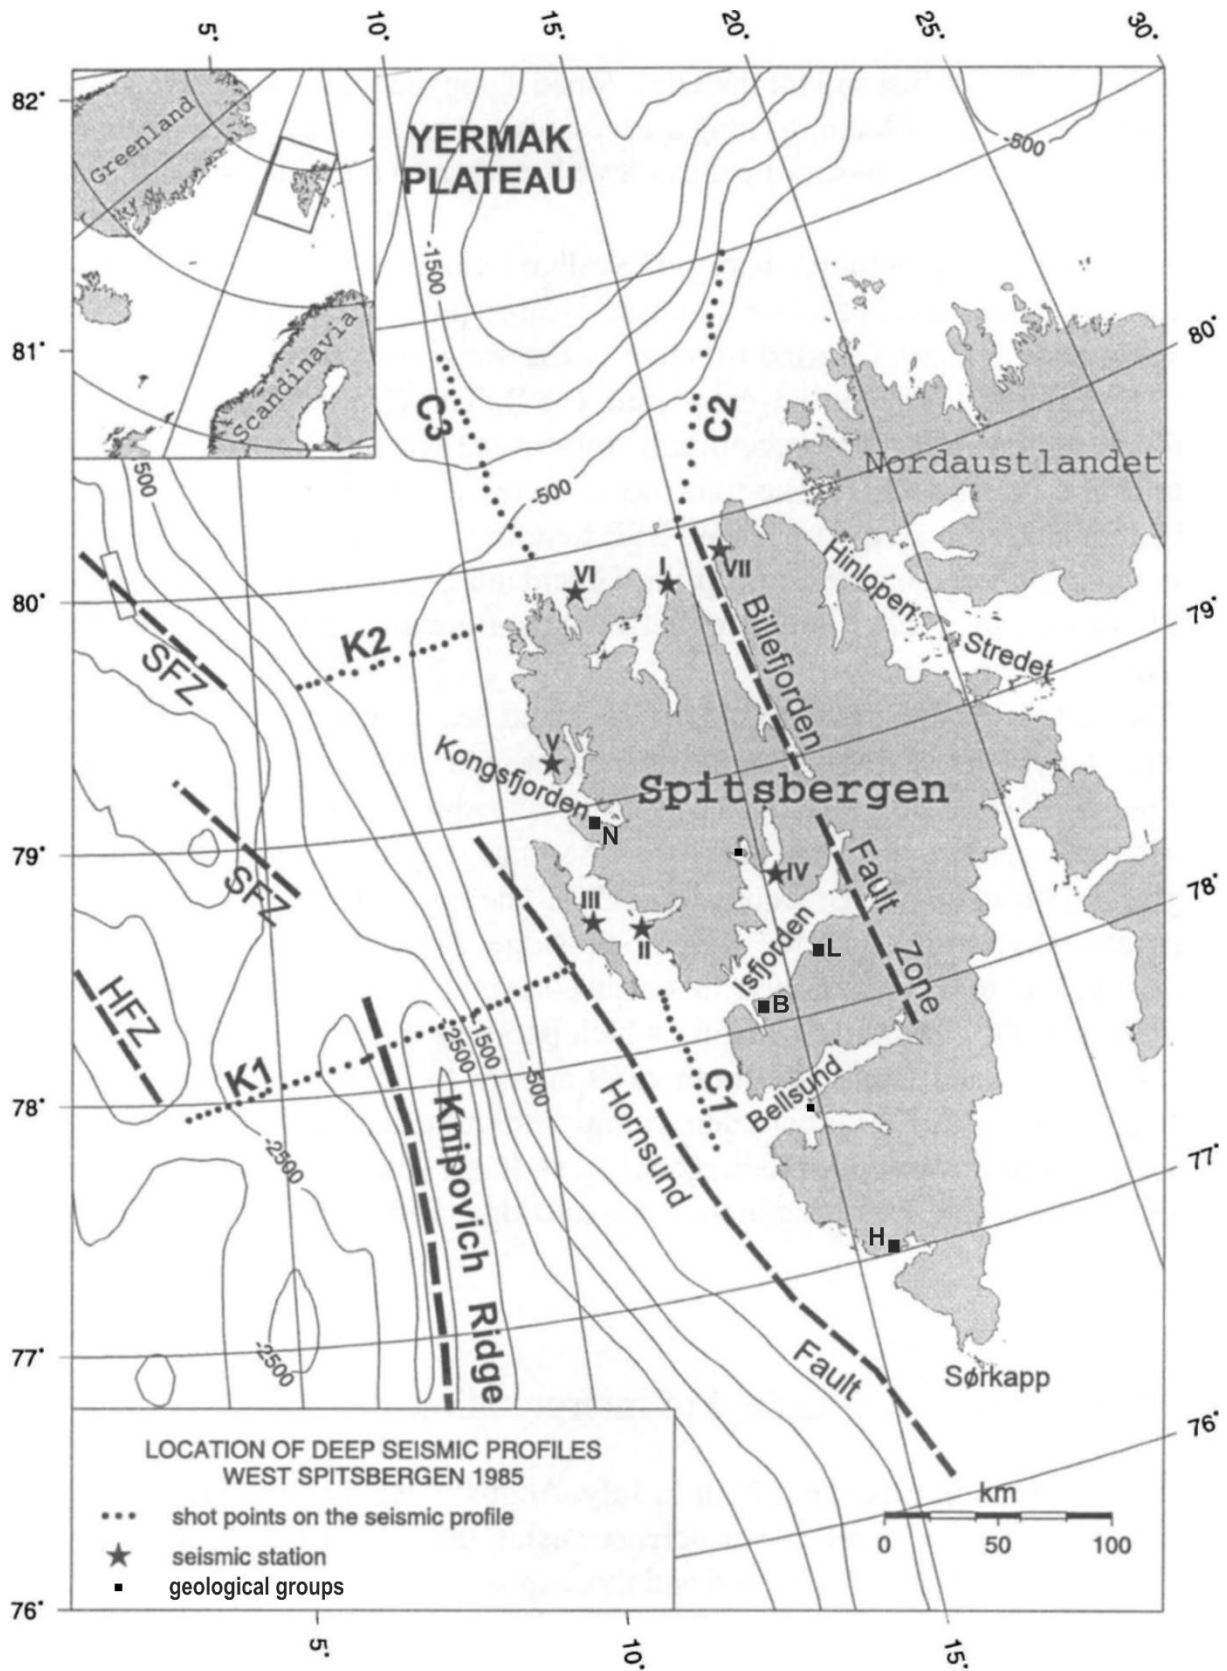 5°
10°
15°
20°
25°
30°
82°
81°
80°
79°
78°
77°
76°
80°
79°
78°
77°
76°
5°
10°
15°
Greenland
Scandinavia
YERMAK
PLATEAU
-500
-1500
C3
C2
-500
500
Nordaustlandet
Hinlopen
Stredet
VI
I
VII
K2
SFZ
Billefjorden
V
Kongsfjorden
Spitsbergen
N
SFZ
IV
Fault
III
II
HFZ
Isfjorden
L
Zone
B
K1
2500
-1500
-500
C1
Bellsund
Hornsund
-2500
Knipovich Ridge
H
-2500
Fault
Sørkapp
LOCATION OF DEEP SEISMIC PROFILES
WEST SPITSBERGEN 1985
shot points on the seismic profile
seismic station
geological groups
km
0 50 100